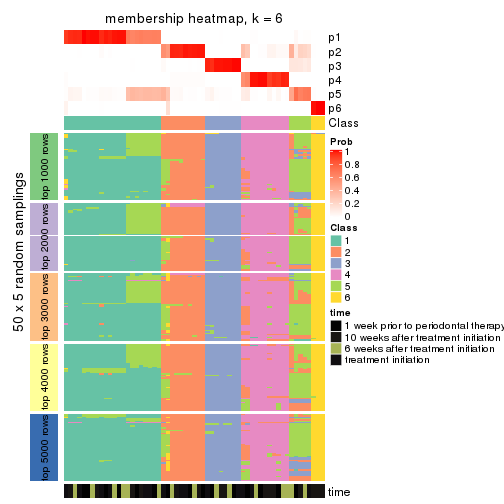 membership heatmap, k = 6
p1
p2
p3
p4
p5
p6
Class
50 x 5 random samplings
top 1000 rows
top 2000 rows
top 3000 rows
top 4000 rows
top 5000 rows
time
Prob
1
0.8
0.6
0.4
0.2
0
Class
1
2
3
4
5
6
time
1 week prior to periodontal therapy
10 weeks after treatment initiation
6 weeks after treatment initiation
treatment initiation